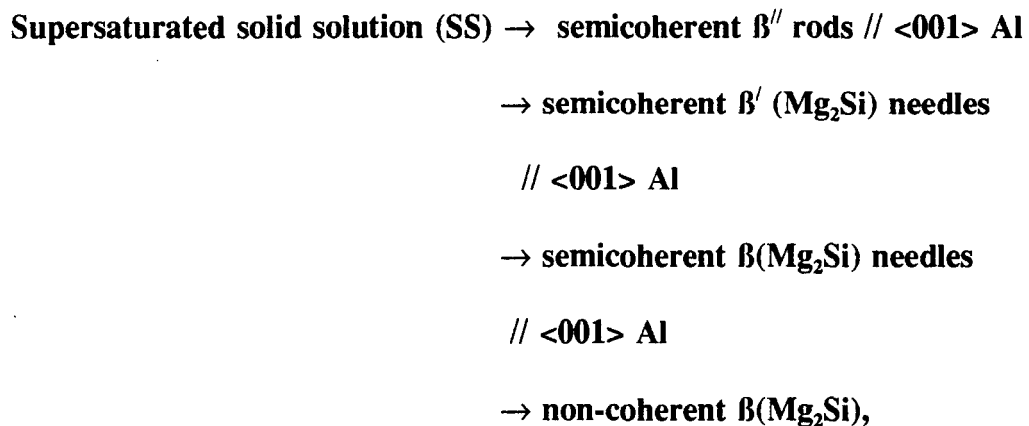 Supersaturated solid solution (SS) → semicoherent ß′′ rods // <001> Al
→ semicoherent ß′ (Mg₂Si) needles
// <001> Al
→ semicoherent ß(Mg₂Si) needles
// <001> Al
→ non-coherent ß(Mg₂Si),